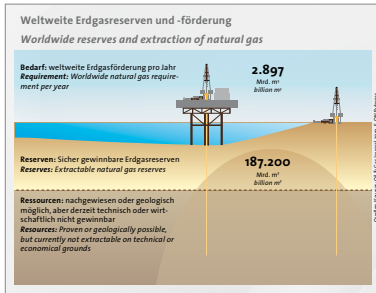 Weltweite Erdgasreserven und -förderung
Worldwide reserves and extraction of natural gas
Bedarf: weltweite Erdgasförderung pro Jahr
Requirement: Worldwide natural gas require-
ment per year
2.897
Mrd. m³
billion m³
Reserven: Sicher gewinnbare Erdgasreserven
Reserves: Extractable natural gas reserves
187.200
Mrd. m³
billion m³
Ressourcen: nachgewiesen oder geologisch
möglich, aber derzeit technisch oder wirt-
schaftlich nicht gewinnbar
Resources: Proven or geologically possible,
but currently not extractable on technical or
economical grounds